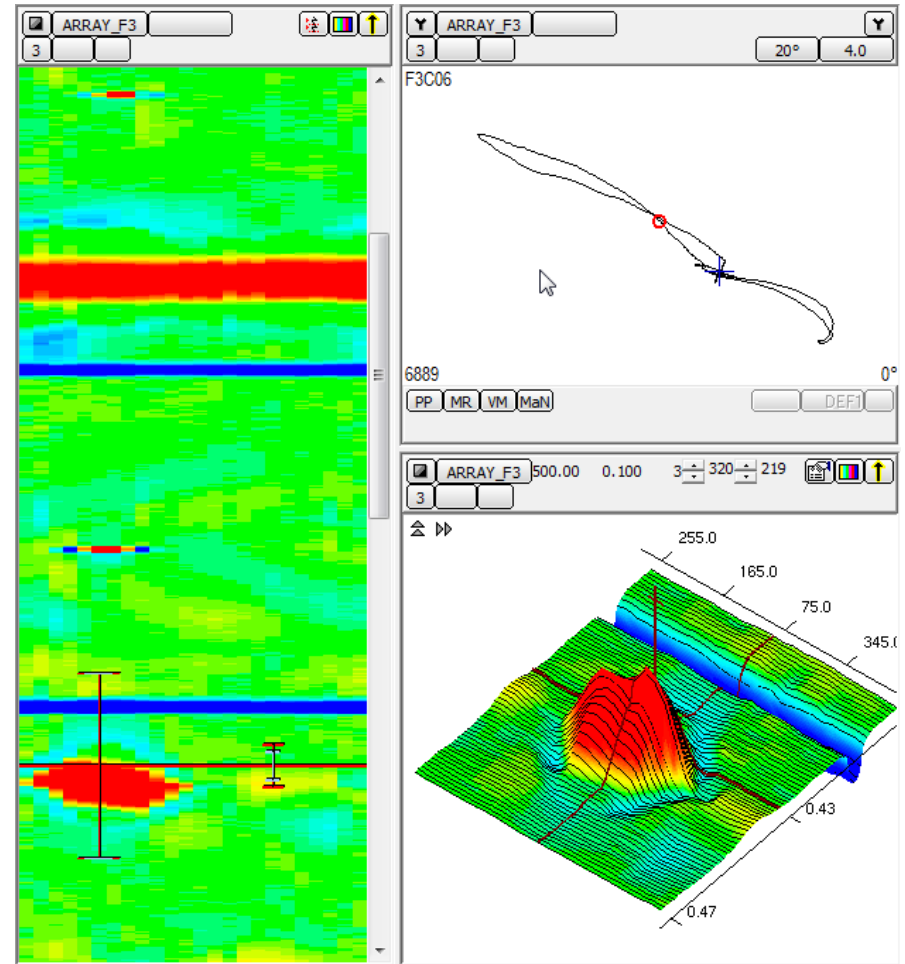 ARRAY_F3
3
ARRAY_F3
3
20° 4.0
F3C06
6889 0°
PP MR VM MaN
DEF1
ARRAY_F3 500.00 0.100 3 320 219
3
255.0
165.0
75.0
345.0
0.43
0.47